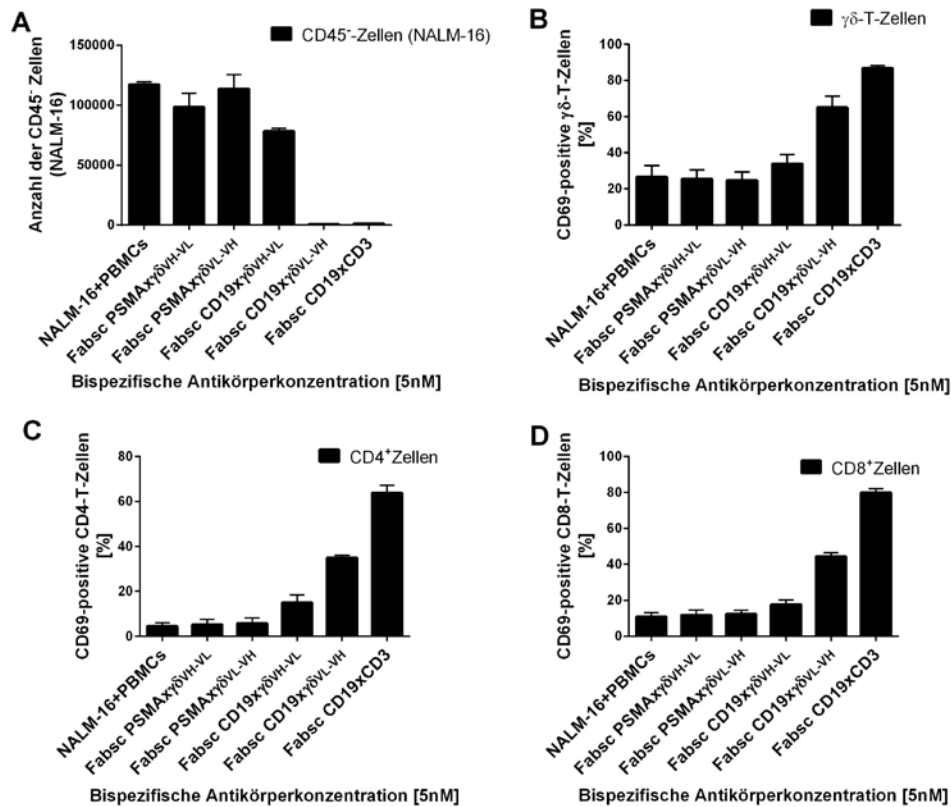 A
CD45⁻-Zellen (NALM-16)
Anzahl der CD45⁻ Zellen
(NALM-16)
150000
100000
50000
0
NALM-16+PBMCs
Fabsc PSMAxγδVH-VL
Fabsc PSMAxγδVL-VH
Fabsc CD19xγδVH-VL
Fabsc CD19xγδVL-VH
Fabsc CD19xCD3
Bispezifische Antikörperkonzentration [5nM]
B
γδ-T-Zellen
CD69-positive γδ-T-Zellen
[%]
100
80
60
40
20
0
NALM-16+PBMCs
Fabsc PSMAxγδVH-VL
Fabsc PSMAxγδVL-VH
Fabsc CD19xγδVH-VL
Fabsc CD19xγδVL-VH
Fabsc CD19xCD3
Bispezifische Antikörperkonzentration [5nM]
C
CD4⁺Zellen
CD69-positive CD4-T-Zellen
[%]
80
60
40
20
0
NALM-16+PBMCs
Fabsc PSMAxγδVH-VL
Fabsc PSMAxγδVL-VH
Fabsc CD19xγδVH-VL
Fabsc CD19xγδVL-VH
Fabsc CD19xCD3
Bispezifische Antikörperkonzentration [5nM]
D
CD8⁺Zellen
CD69-positive CD8-T-Zellen
[%]
100
80
60
40
20
0
NALM-16+PBMCs
Fabsc PSMAxγδVH-VL
Fabsc PSMAxγδVL-VH
Fabsc CD19xγδVH-VL
Fabsc CD19xγδVL-VH
Fabsc CD19xCD3
Bispezifische Antikörperkonzentration [5nM]